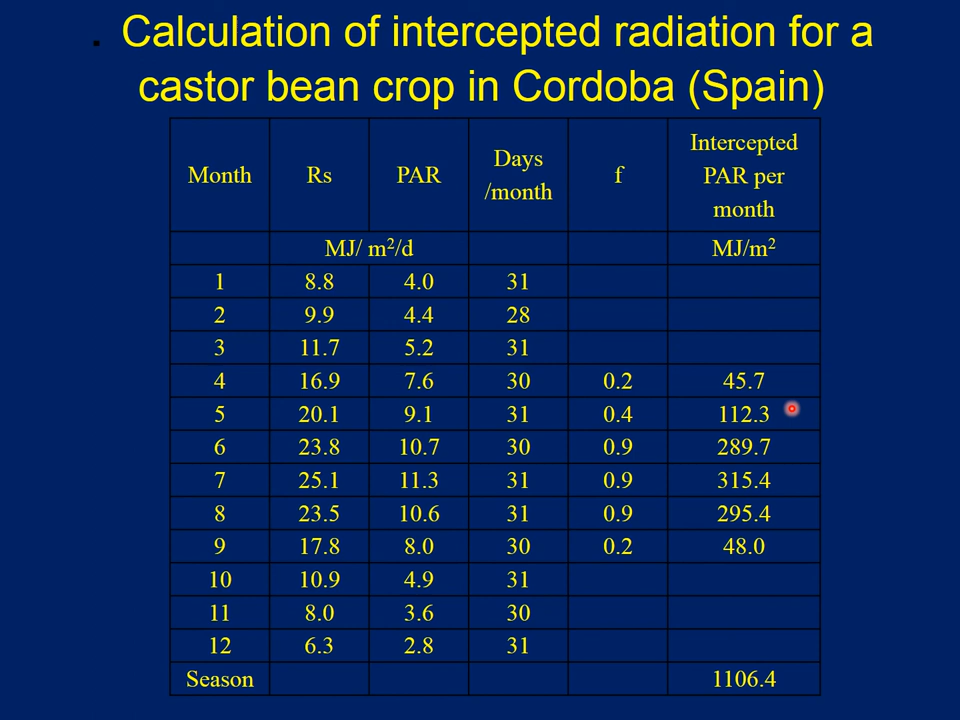 . Calculation of intercepted radiation for a
castor bean crop in Cordoba (Spain)
Month Rs PAR Days /month f Intercepted PAR per month
MJ/ m²/d MJ/m²
1 8.8 4.0 31
2 9.9 4.4 28
3 11.7 5.2 31
4 16.9 7.6 30 0.2 45.7
5 20.1 9.1 31 0.4 112.3
6 23.8 10.7 30 0.9 289.7
7 25.1 11.3 31 0.9 315.4
8 23.5 10.6 31 0.9 295.4
9 17.8 8.0 30 0.2 48.0
10 10.9 4.9 31
11 8.0 3.6 30
12 6.3 2.8 31
Season 1106.4